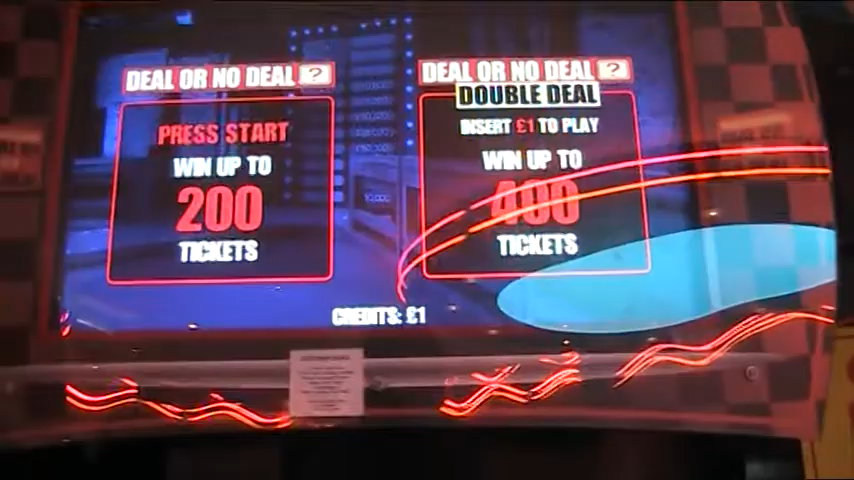 DEAL OR NO DEAL ?
PRESS START
WIN UP TO
200
TICKETS
DEAL OR NO DEAL ?
DOUBLE DEAL
INSERT £1 TO PLAY
WIN UP TO
400
TICKETS
CREDITS: £1